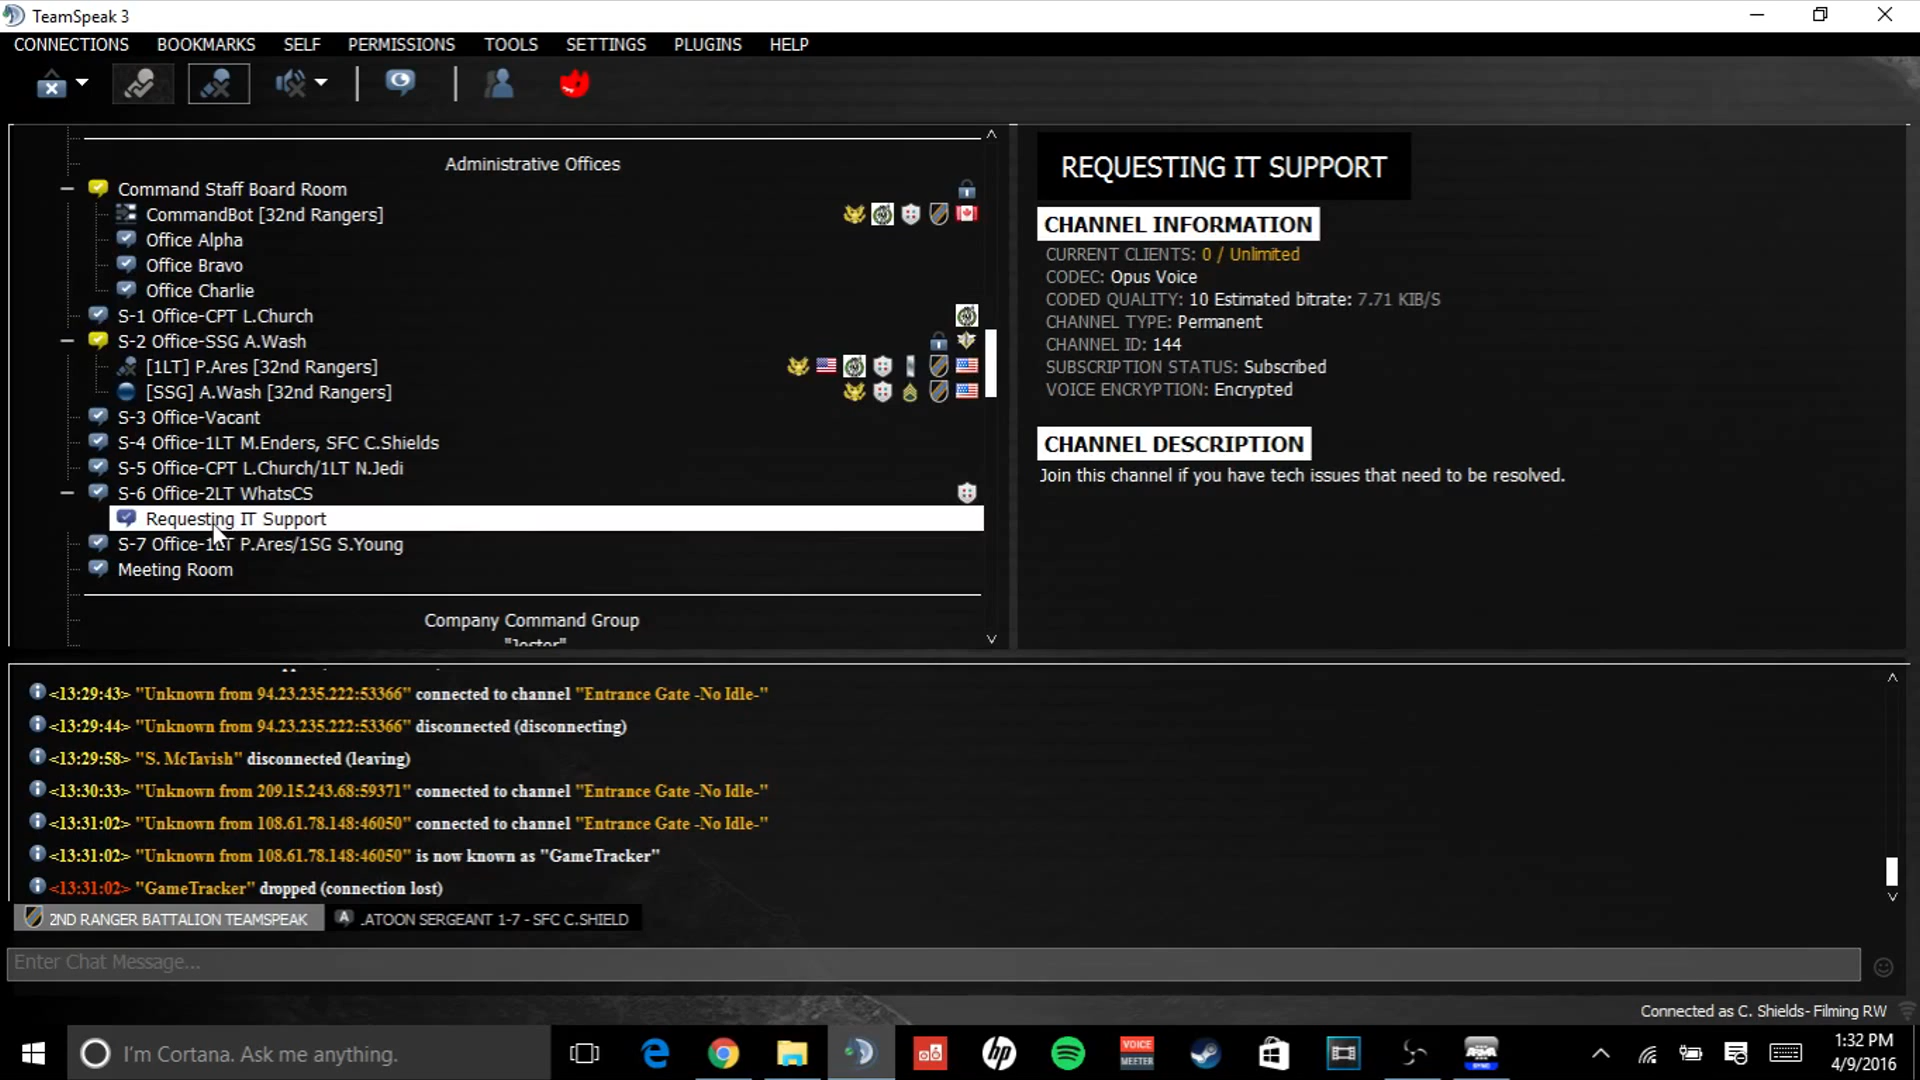 TeamSpeak 3
CONNECTIONS BOOKMARKS SELF PERMISSIONS TOOLS SETTINGS PLUGINS HELP
Administrative Offices
Command Staff Board Room
CommandBot [32nd Rangers]
Office Alpha
Office Bravo
Office Charlie
S-1 Office-CPT L.Church
S-2 Office-SSG A.Wash
[1LT] P.Ares [32nd Rangers]
[SSG] A.Wash [32nd Rangers]
S-3 Office-Vacant
S-4 Office-1LT M.Enders, SFC C.Shields
S-5 Office-CPT L.Church/1LT N.Jedi
S-6 Office-2LT WhatsCS
Requesting IT Support
S-7 Office-1LT P.Ares/1SG S.Young
Meeting Room
Company Command Group
"Jester"
REQUESTING IT SUPPORT
CHANNEL INFORMATION
CURRENT CLIENTS: 0 / Unlimited
CODEC: Opus Voice
CODED QUALITY: 10 Estimated bitrate: 7.71 KIB/S
CHANNEL TYPE: Permanent
CHANNEL ID: 144
SUBSCRIPTION STATUS: Subscribed
VOICE ENCRYPTION: Encrypted
CHANNEL DESCRIPTION
Join this channel if you have tech issues that need to be resolved.
<13:29:43> "Unknown from 94.23.235.222:53366" connected to channel "Entrance Gate -No Idle-"
<13:29:44> "Unknown from 94.23.235.222:53366" disconnected (disconnecting)
<13:29:58> "S. McTavish" disconnected (leaving)
<13:30:33> "Unknown from 209.15.243.68:59371" connected to channel "Entrance Gate -No Idle-"
<13:31:02> "Unknown from 108.61.78.148:46050" connected to channel "Entrance Gate -No Idle-"
<13:31:02> "Unknown from 108.61.78.148:46050" is now known as "GameTracker"
<13:31:02> "GameTracker" dropped (connection lost)
2ND RANGER BATTALION TEAMSPEAK A .ATOON SERGEANT 1-7 - SFC C.SHIELD
Enter Chat Message...
Connected as C. Shields- Filming RW
I'm Cortana. Ask me anything.
hp
VOICE
MEETER
ARMA
SYNC
1:32 PM
4/9/2016